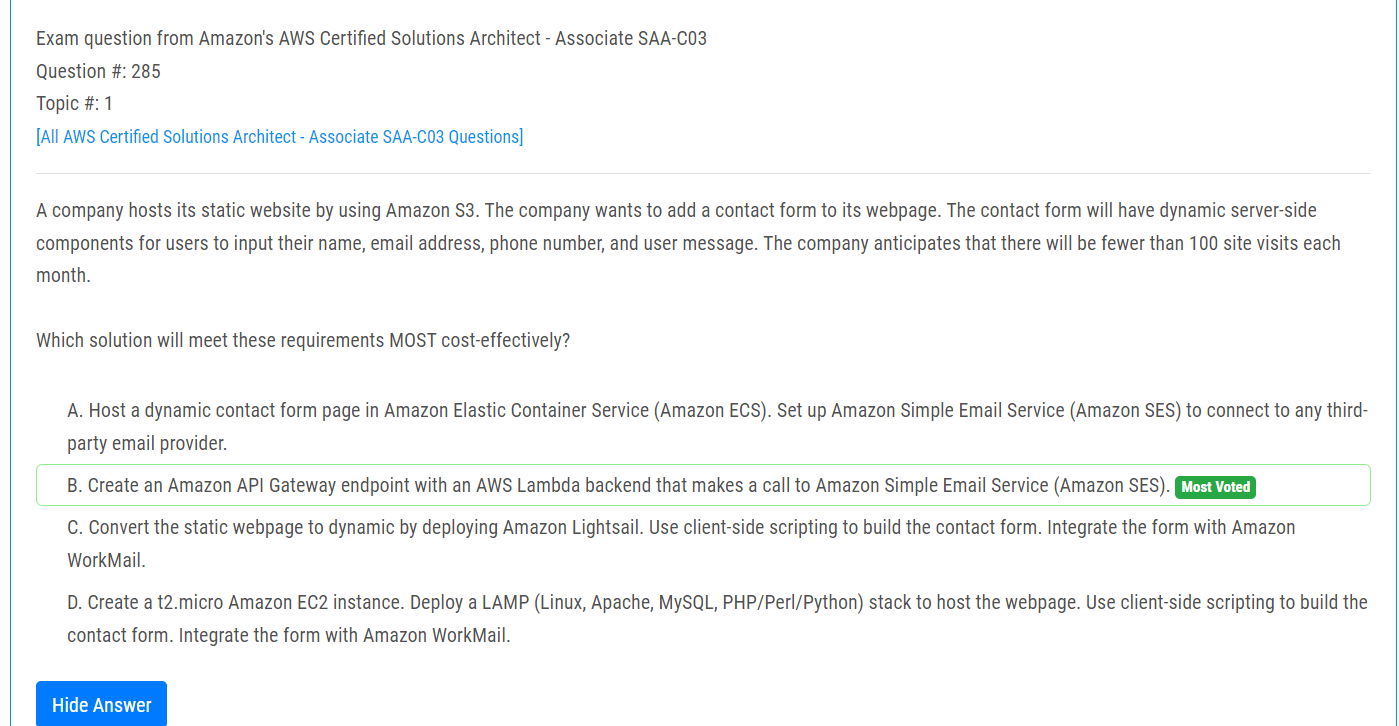 Exam question from Amazon's AWS Certified Solutions Architect - Associate SAA-C03
Question #: 285
Topic #: 1
[All AWS Certified Solutions Architect - Associate SAA-C03 Questions]
A company hosts its static website by using Amazon S3. The company wants to add a contact form to its webpage. The contact form will have dynamic server-side
components for users to input their name, email address, phone number, and user message. The company anticipates that there will be fewer than 100 site visits each
month.
Which solution will meet these requirements MOST cost-effectively?
A. Host a dynamic contact form page in Amazon Elastic Container Service (Amazon ECS). Set up Amazon Simple Email Service (Amazon SES) to connect to any third-
party email provider.
B. Create an Amazon API Gateway endpoint with an AWS Lambda backend that makes a call to Amazon Simple Email Service (Amazon SES). Most Voted
C. Convert the static webpage to dynamic by deploying Amazon Lightsail. Use client-side scripting to build the contact form. Integrate the form with Amazon
WorkMail.
D. Create a t2.micro Amazon EC2 instance. Deploy a LAMP (Linux, Apache, MySQL, PHP/Perl/Python) stack to host the webpage. Use client-side scripting to build the
contact form. Integrate the form with Amazon WorkMail.
Hide Answer